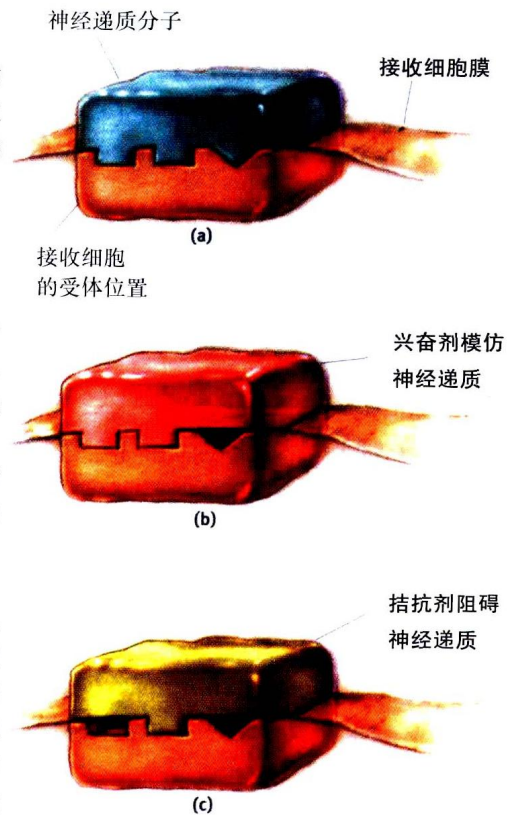 神经递质分子
接收细胞膜
(a)
接收细胞
的受体位置
兴奋剂模仿
神经递质
(b)
拮抗剂阻碍
神经递质
(c)